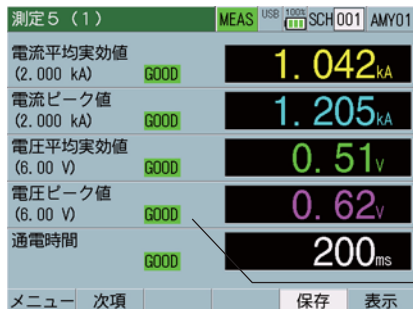 測定5（1） MEAS USB 100% SCH 001 AMY01
電流平均実効値
(2.000 kA) GOOD 1.042kA
電流ピーク値
(2.000 kA) GOOD 1.205kA
電圧平均実効値
(6.00 V) GOOD 0.51V
電圧ピーク値
(6.00 V) GOOD 0.62V
通電時間
GOOD 200ms
メニュー 次項 保存 表示